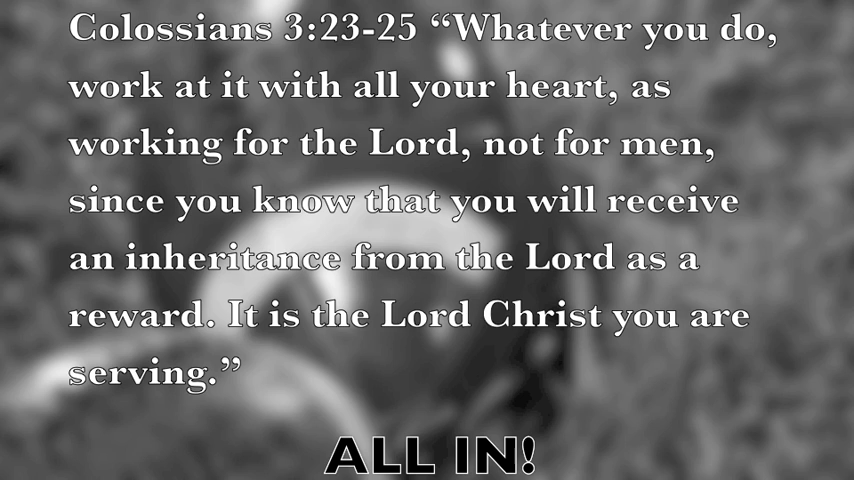 Colossians 3:23-25 “Whatever you do,
work at it with all your heart, as
working for the Lord, not for men,
since you know that you will receive
an inheritance from the Lord as a
reward. It is the Lord Christ you are
serving.”
ALL IN!